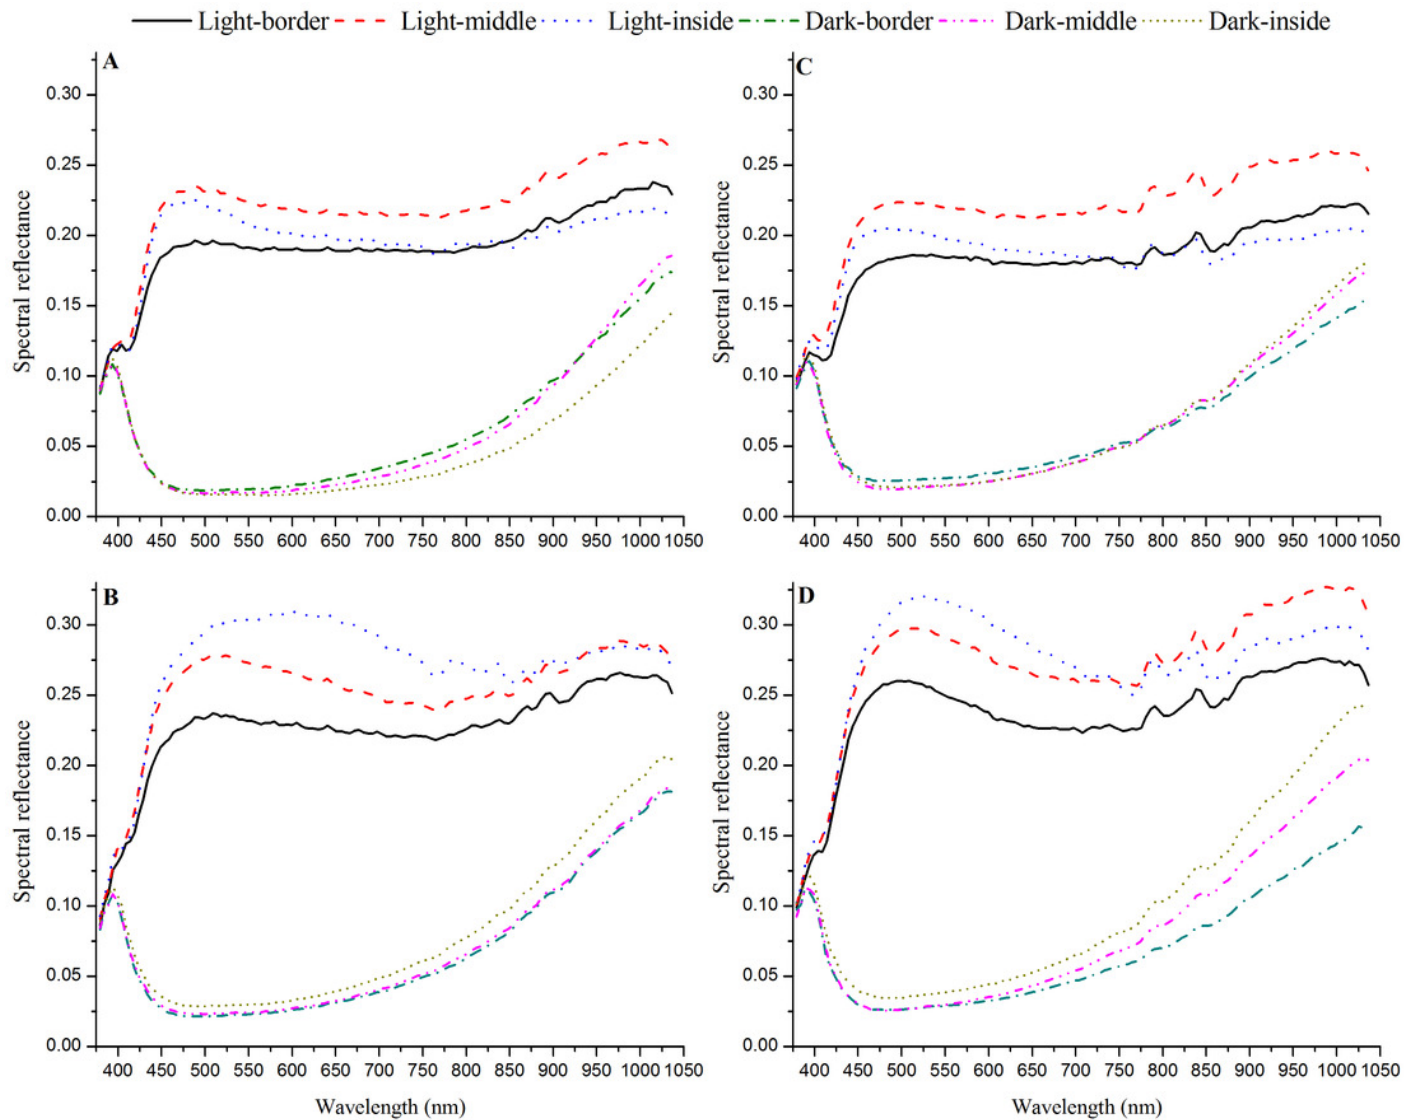 Light-border Light-middle Light-inside Dark-border Dark-middle Dark-inside
A
0.30
0.25
0.20
0.15
0.10
0.05
0.00
Spectral reflectance
400 450 500 550 600 650 700 750 800 850 900 950 1000 1050
C
0.30
0.25
0.20
0.15
0.10
0.05
0.00
Spectral reflectance
400 450 500 550 600 650 700 750 800 850 900 950 1000 1050
B
0.30
0.25
0.20
0.15
0.10
0.05
0.00
Spectral reflectance
400 450 500 550 600 650 700 750 800 850 900 950 1000 1050
Wavelength (nm)
D
0.30
0.25
0.20
0.15
0.10
0.05
0.00
Spectral reflectance
400 450 500 550 600 650 700 750 800 850 900 950 1000 1050
Wavelength (nm)